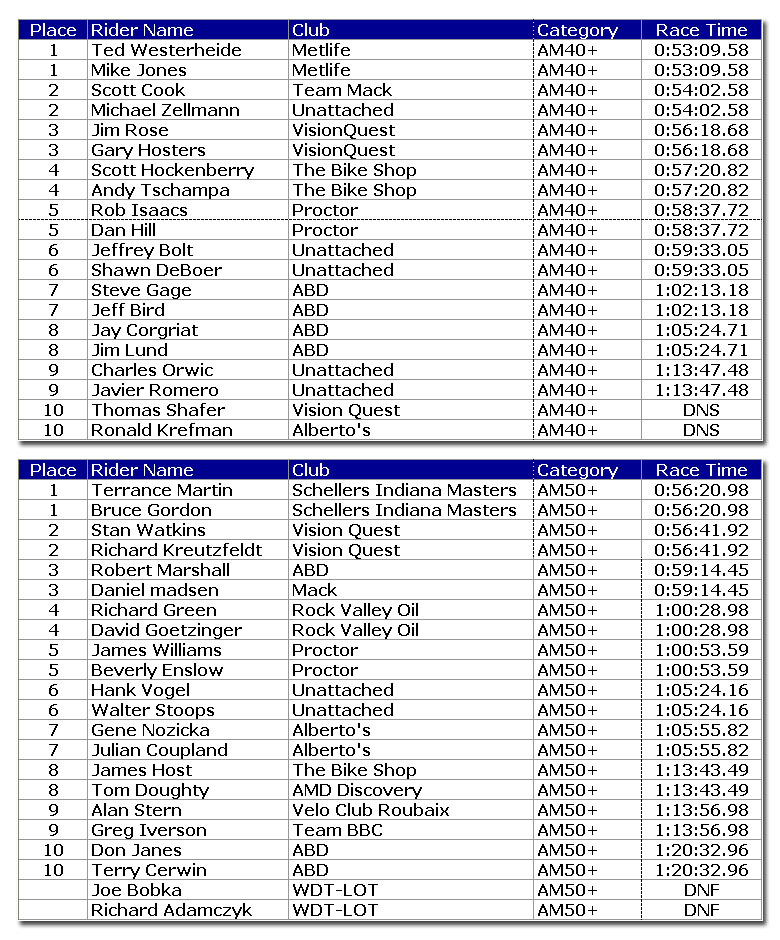 Place Rider Name Club Category Race Time
1 Ted Westerheide Metlife AM40+ 0:53:09.58
1 Mike Jones Metlife AM40+ 0:53:09.58
2 Scott Cook Team Mack AM40+ 0:54:02.58
2 Michael Zellmann Unattached AM40+ 0:54:02.58
3 Jim Rose VisionQuest AM40+ 0:56:18.68
3 Gary Hosters VisionQuest AM40+ 0:56:18.68
4 Scott Hockenberry The Bike Shop AM40+ 0:57:20.82
4 Andy Tschampa The Bike Shop AM40+ 0:57:20.82
5 Rob Isaacs Proctor AM40+ 0:58:37.72
5 Dan Hill Proctor AM40+ 0:58:37.72
6 Jeffrey Bolt Unattached AM40+ 0:59:33.05
6 Shawn DeBoer Unattached AM40+ 0:59:33.05
7 Steve Gage ABD AM40+ 1:02:13.18
7 Jeff Bird ABD AM40+ 1:02:13.18
8 Jay Corgriat ABD AM40+ 1:05:24.71
8 Jim Lund ABD AM40+ 1:05:24.71
9 Charles Orwic Unattached AM40+ 1:13:47.48
9 Javier Romero Unattached AM40+ 1:13:47.48
10 Thomas Shafer Vision Quest AM40+ DNS
10 Ronald Krefman Alberto's AM40+ DNS
Place Rider Name Club Category Race Time
1 Terrance Martin Schellers Indiana Masters AM50+ 0:56:20.98
1 Bruce Gordon Schellers Indiana Masters AM50+ 0:56:20.98
2 Stan Watkins Vision Quest AM50+ 0:56:41.92
2 Richard Kreutzfeldt Vision Quest AM50+ 0:56:41.92
3 Robert Marshall ABD AM50+ 0:59:14.45
3 Daniel madsen Mack AM50+ 0:59:14.45
4 Richard Green Rock Valley Oil AM50+ 1:00:28.98
4 David Goetzinger Rock Valley Oil AM50+ 1:00:28.98
5 James Williams Proctor AM50+ 1:00:53.59
5 Beverly Enslow Proctor AM50+ 1:00:53.59
6 Hank Vogel Unattached AM50+ 1:05:24.16
6 Walter Stoops Unattached AM50+ 1:05:24.16
7 Gene Nozicka Alberto's AM50+ 1:05:55.82
7 Julian Coupland Alberto's AM50+ 1:05:55.82
8 James Host The Bike Shop AM50+ 1:13:43.49
8 Tom Doughty AMD Discovery AM50+ 1:13:43.49
9 Alan Stern Velo Club Roubaix AM50+ 1:13:56.98
9 Greg Iverson Team BBC AM50+ 1:13:56.98
10 Don Janes ABD AM50+ 1:20:32.96
10 Terry Cerwin ABD AM50+ 1:20:32.96
Joe Bobka WDT-LOT AM50+ DNF
Richard Adamczyk WDT-LOT AM50+ DNF